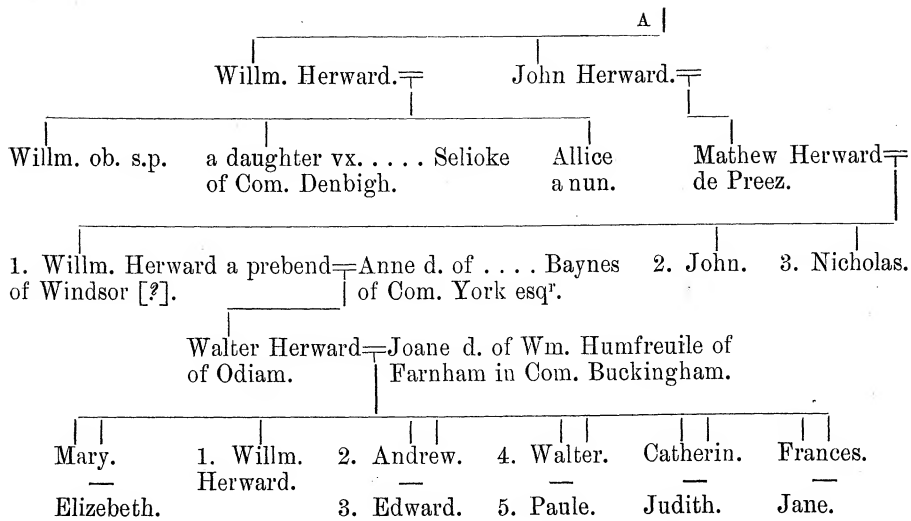 A
Willm. Herward. John Herward.
Willm. ob. s.p. a daughter vx. . . . . . Selioke Allice Mathew Herward
of Com. Denbigh. a nun. de Preez.
1. Willm. Herward a prebend Anne d. of . . . . Baynes 2. John. 3. Nicholas.
of Windsor [?]. of Com. York esqʳ.
Walter Herward Joane d. of Wm. Humfreuile of
of Odiam. Farnham in Com. Buckingham.
Mary. 1. Willm. 2. Andrew. 4. Walter. Catherin. Frances.
Herward.
Elizebeth. 3. Edward. 5. Paule. Judith. Jane.